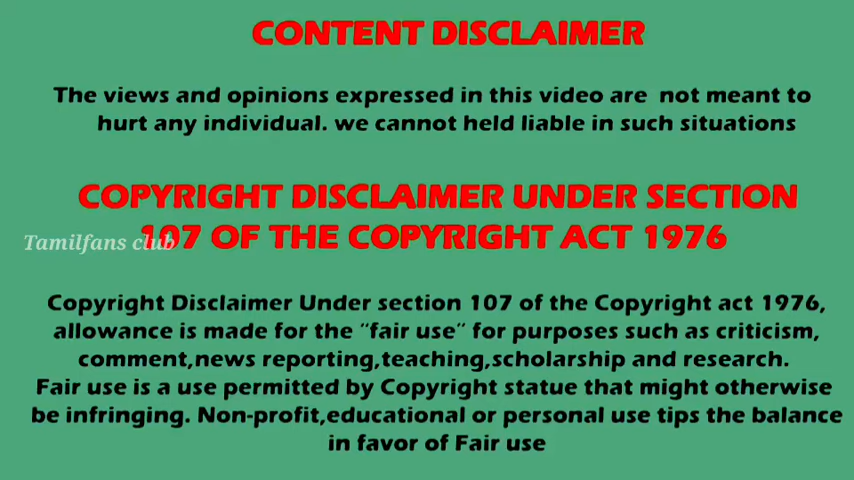 CONTENT DISCLAIMER
The views and opinions expressed in this video are not meant to
hurt any individual. we cannot held liable in such situations
COPYRIGHT DISCLAIMER UNDER SECTION
107 OF THE COPYRIGHT ACT 1976
Tamilfans club
Copyright Disclaimer Under section 107 of the Copyright act 1976,
allowance is made for the "fair use" for purposes such as criticism,
comment,news reporting,teaching,scholarship and research.
Fair use is a use permitted by Copyright statue that might otherwise
be infringing. Non-profit,educational or personal use tips the balance
in favor of Fair use